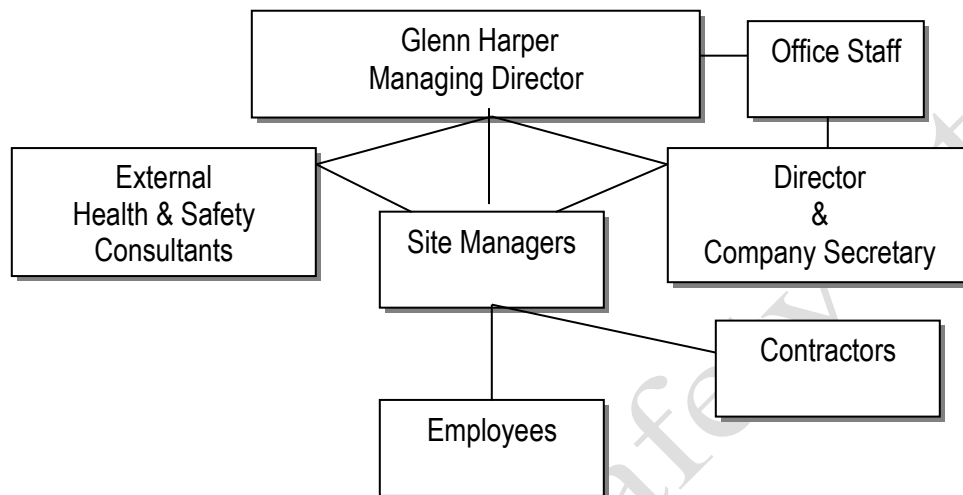 Glenn Harper
Managing Director
Office Staff
External
Health & Safety
Consultants
Site Managers
Director
&
Company Secretary
Contractors
Employees